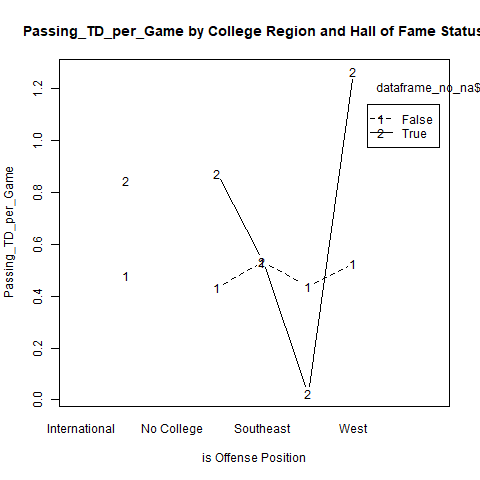 Passing_TD_per_Game by College Region and Hall of Fame Status
dataframe_no_na$
1 False
2 True
Passing_TD_per_Game
1.2
1.0
0.8
0.6
0.4
0.2
0.0
2
2
2
2
2
1
1
1
1
1
International No College Southeast West
is Offense Position